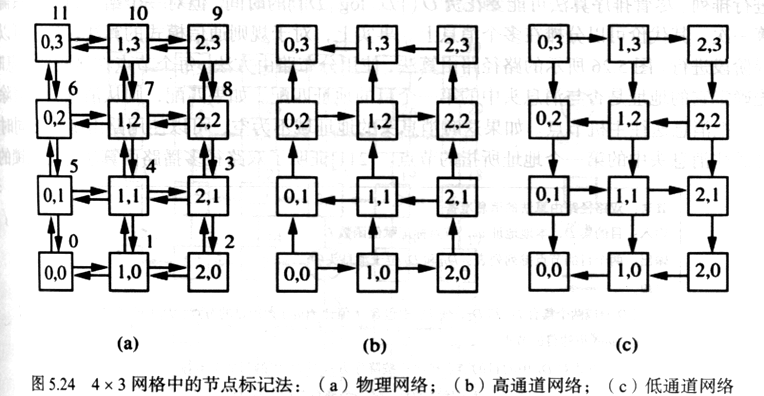 11 10 9
0,3 1,3 2,3 0,3 1,3 2,3 0,3 1,3 2,3
6 7 8
0,2 1,2 2,2 0,2 1,2 2,2 0,2 1,2 2,2
5 4 3
0,1 1,1 2,1 0,1 1,1 2,1 0,1 1,1 2,1
0 1 2
0,0 1,0 2,0 0,0 1,0 2,0 0,0 1,0 2,0
(a) (b) (c)
图5.24 4×3网格中的节点标记法：（a）物理网络；（b）高通道网络；（c）低通道网络